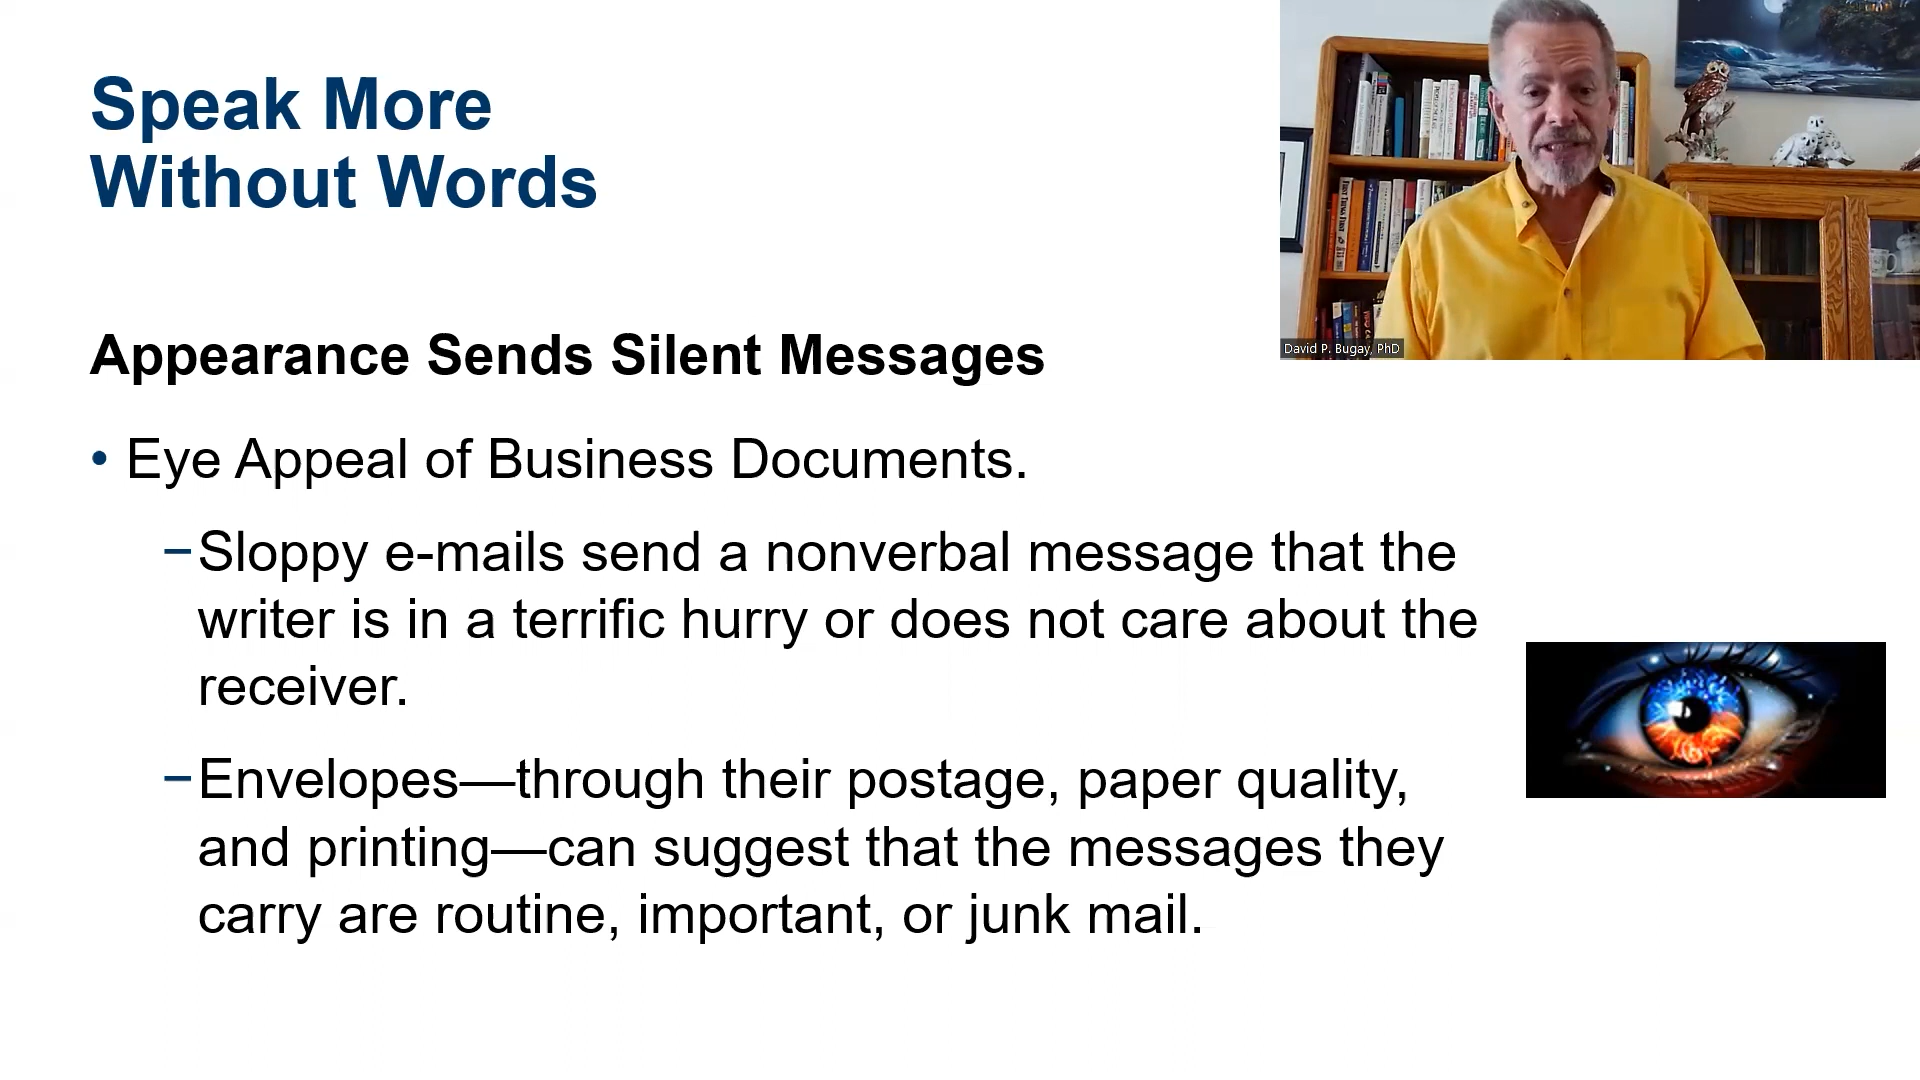 Speak More
Without Words
David P. Bugay, PhD
Appearance Sends Silent Messages
• Eye Appeal of Business Documents.
–Sloppy e-mails send a nonverbal message that the
writer is in a terrific hurry or does not care about the
receiver.
–Envelopes—through their postage, paper quality,
and printing—can suggest that the messages they
carry are routine, important, or junk mail.